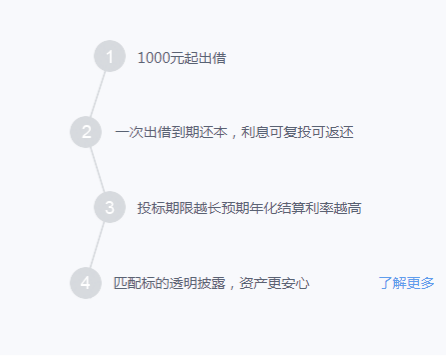 1 1000元起出借
2 一次出借到期还本，利息可复投可返还
3 投标期限越长预期年化结算利率越高
4 匹配标的透明披露，资产更安心 了解更多